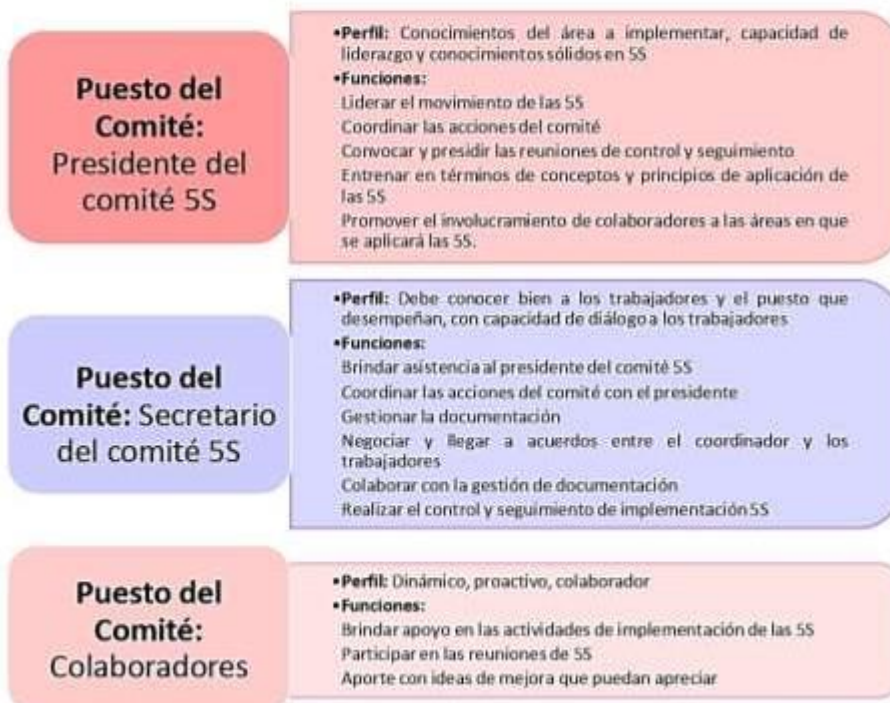 Puesto del
Comité:
Presidente del
comité 5S
•Perfil: Conocimientos del área a implementar, capacidad de
liderazgo y conocimientos sólidos en 5S
•Funciones:
Liderar el movimiento de las 5S
Coordinar las acciones del comité
Convocar y presidir las reuniones de control y seguimiento
Entrenar en términos de conceptos y principios de aplicación de
las 5S
Promover el involucramiento de colaboradores a las áreas en que
se aplicará las 5S.
Puesto del
Comité: Secretario
del comité 5S
•Perfil: Debe conocer bien a los trabajadores y el puesto que
desempeñan, con capacidad de diálogo a los trabajadores
•Funciones:
Brindar asistencia al presidente del comité 5S
Coordinar las acciones del comité con el presidente
Gestionar la documentación
Negociar y llegar a acuerdos entre el coordinador y los
trabajadores
Colaborar con la gestión de documentación
Realizar el control y seguimiento de implementación 5S
Puesto del
Comité:
Colaboradores
•Perfil: Dinámico, proactivo, colaborador
•Funciones:
Brindar apoyo en las actividades de implementación de las 5S
Participar en las reuniones de 5S
Aporte con ideas de mejora que puedan apreciar